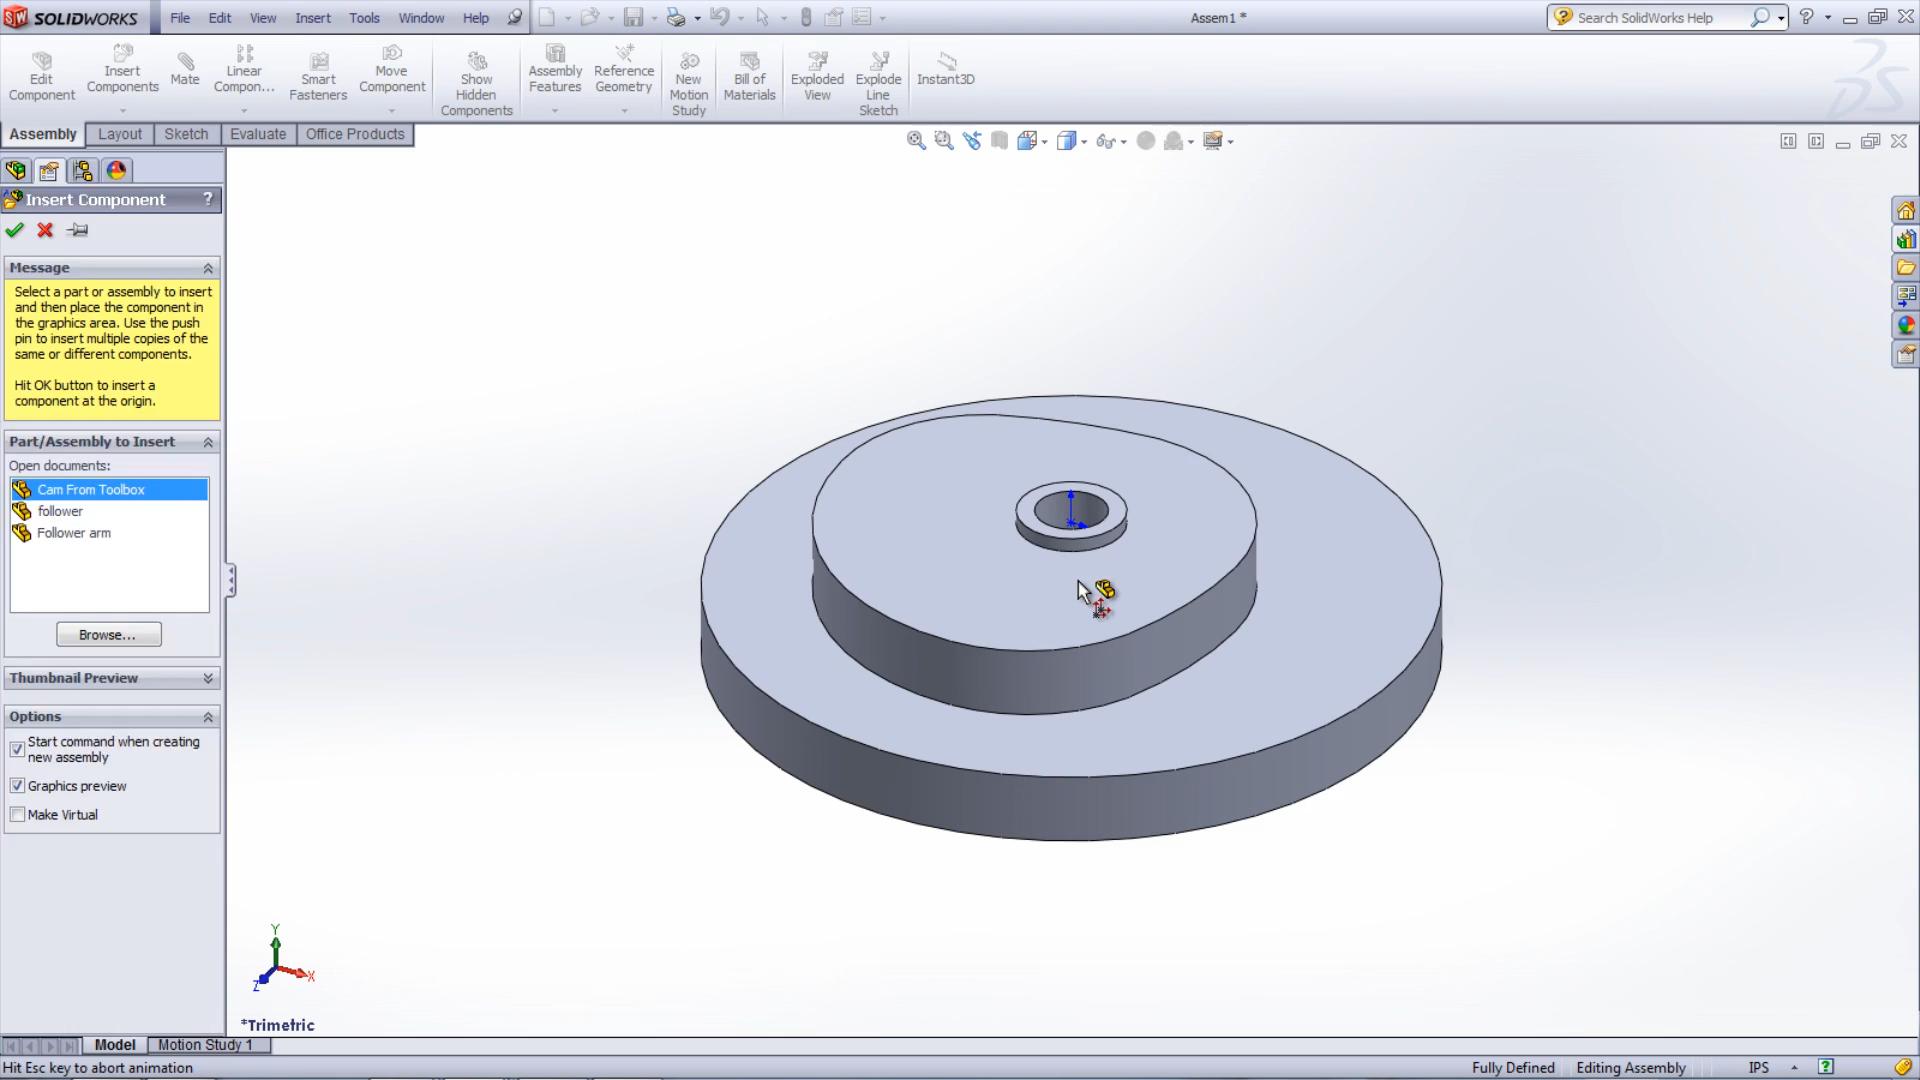 SOLIDWORKS File Edit View Insert Tools Window Help Assem1 * Search SolidWorks Help
Edit Component
Insert Components
Mate
Linear Compon...
Smart Fasteners
Move Component
Show Hidden Components
Assembly Features
Reference Geometry
New Motion Study
Bill of Materials
Exploded View
Explode Line Sketch
Instant3D
Assembly Layout Sketch Evaluate Office Products
Insert Component ?
Message
Select a part or assembly to insert
and then place the component in
the graphics area. Use the push
pin to insert multiple copies of the
same or different components.
Hit OK button to insert a
component at the origin.
Part/Assembly to Insert
Open documents:
Cam From Toolbox
follower
Follower arm
Browse...
Thumbnail Preview
Options
Start command when creating
new assembly
Graphics preview
Make Virtual
Y
X
Z
*Trimetric
Model Motion Study 1
Hit Esc key to abort animation Fully Defined Editing Assembly IPS ?